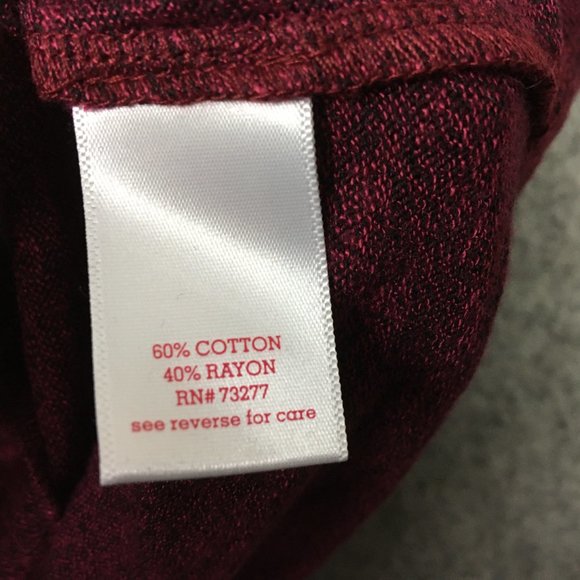 60% COTTON
40% RAYON
RN# 73277
see reverse for care